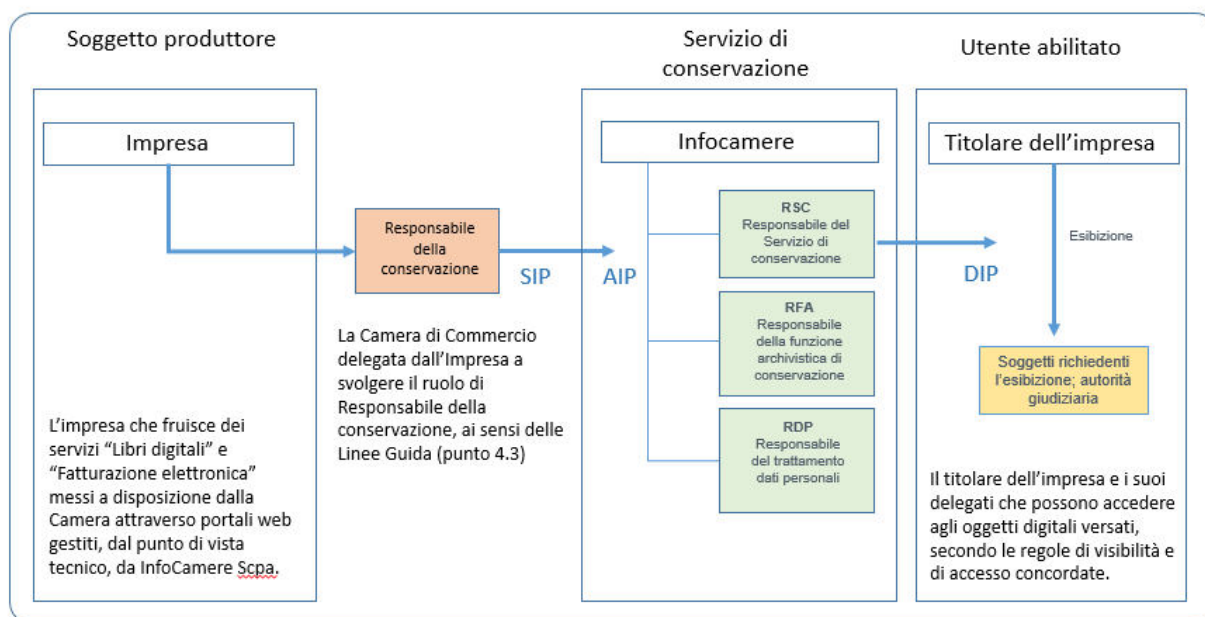 Soggetto produttore
Impresa
L'impresa che fruisce dei
servizi "Libri digitali" e
"Fatturazione elettronica"
messi a disposizione dalla
Camera attraverso portali web
gestiti, dal punto di vista
tecnico, da InfoCamere Scpa.
Responsabile
della
conservazione
SIP
La Camera di Commercio
delegata dall'Impresa a
svolgere il ruolo di
Responsabile della
conservazione, ai sensi delle
Linee Guida (punto 4.3)
Servizio di
conservazione
Infocamere
AIP
RSC
Responsabile del
Servizio di
conservazione
RFA
Responsabile
della funzione
archivistica di
conservazione
RDP
Responsabile
del trattamento
dati personali
Utente abilitato
Titolare dell'impresa
Esibizione
DIP
Soggetti richiedenti
l'esibizione; autorità
giudiziaria
Il titolare dell'impresa e i suoi
delegati che possono accedere
agli oggetti digitali versati,
secondo le regole di visibilità e
di accesso concordate.